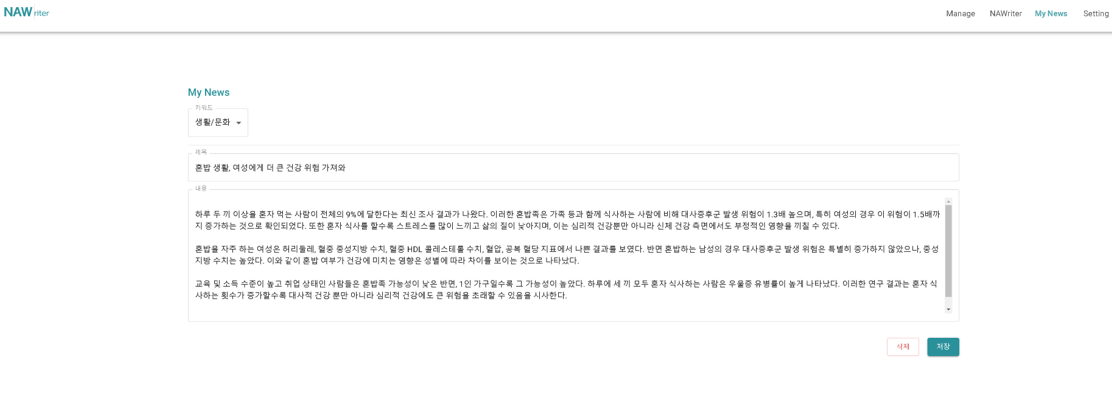 NAWriter
Manage NAWriter My News Setting
My News
키워드
생활/문화
제목
혼밥 생활, 여성에게 더 큰 건강 위험 가져와
내용
하루 두 끼 이상을 혼자 먹는 사람이 전체의 9%에 달한다는 최신 조사 결과가 나왔다. 이러한 혼밥족은 가족 등과 함께 식사하는 사람에 비해 대사증후군 발생 위험이 1.3배 높으며, 특히 여성의 경우 이 위험이 1.5배까
지 증가하는 것으로 확인되었다. 또한 혼자 식사를 할수록 스트레스를 많이 느끼고 삶의 질이 낮아지며, 이는 심리적 건강뿐만 아니라 신체 건강 측면에서도 부정적인 영향을 끼칠 수 있다.
혼밥을 자주 하는 여성은 허리둘레, 혈중 중성지방 수치, 혈중 HDL 콜레스테롤 수치, 혈압, 공복 혈당 지표에서 나쁜 결과를 보였다. 반면 혼밥하는 남성의 경우 대사증후군 발생 위험은 특별히 증가하지 않았으나, 중성
지방 수치는 높았다. 이와 같이 혼밥 여부가 건강에 미치는 영향은 성별에 따라 차이를 보이는 것으로 나타났다.
교육 및 소득 수준이 높고 취업 상태인 사람들은 혼밥족 가능성이 낮은 반면, 1인 가구일수록 그 가능성이 높았다. 하루에 세 끼 모두 혼자 식사하는 사람은 우울증 유병률이 높게 나타났다. 이러한 연구 결과는 혼자 식
사하는 횟수가 증가할수록 대사적 건강 뿐만 아니라 심리적 건강에도 큰 위험을 초래할 수 있음을 시사한다.
삭제 저장